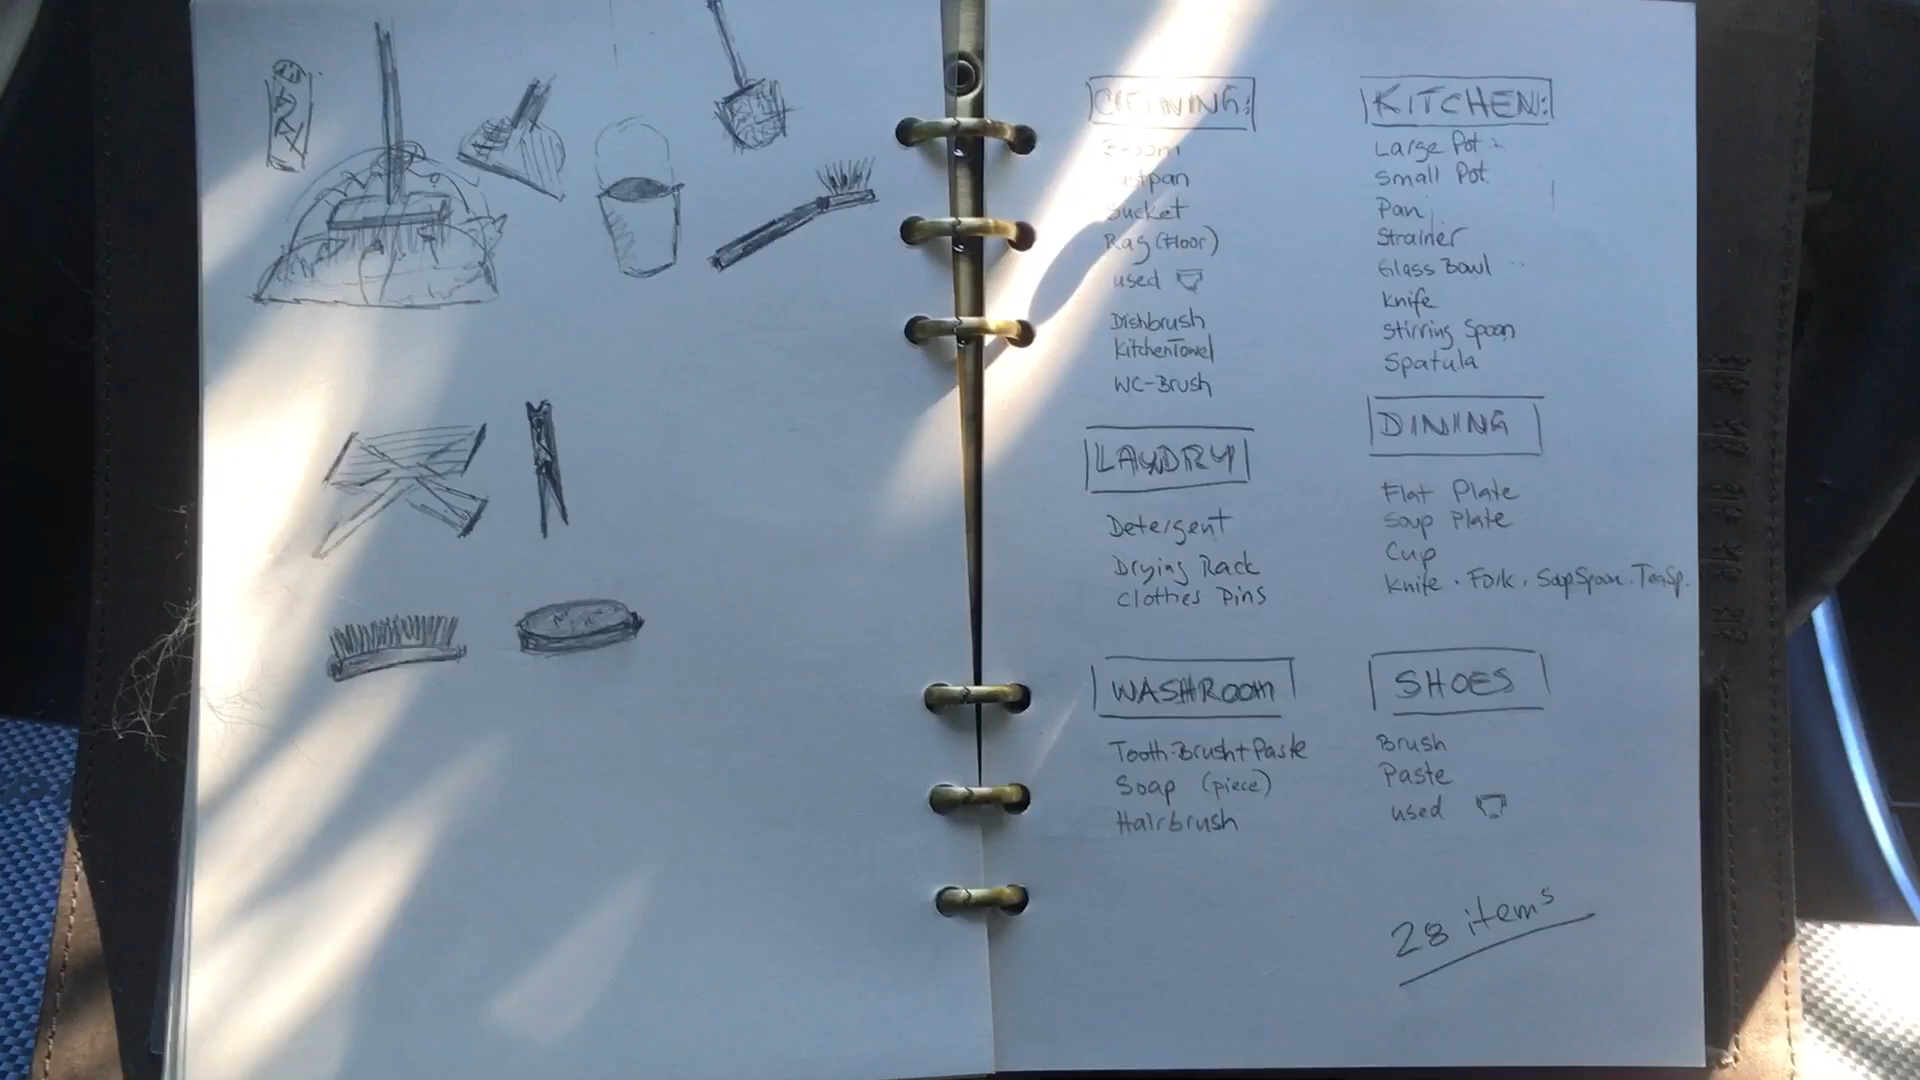 CLEANING:
Broom
Dustpan
Bucket
Rag (Floor)
used
Dishbrush
KitchenTowel
WC-Brush
LAUNDRY
Detergent
Drying Rack
Clothes Pins
WASHROOM
Tooth-Brush+Paste
Soap (piece)
Hairbrush
KITCHEN:
Large Pot
Small Pot
Pan
Strainer
Glass Bowl
Knife
Stirring Spoon
Spatula
DINING
Flat Plate
Soup Plate
Cup
Knife . Fork . SoupSpoon . TeaSp.
SHOES
Brush
Paste
used
28 items